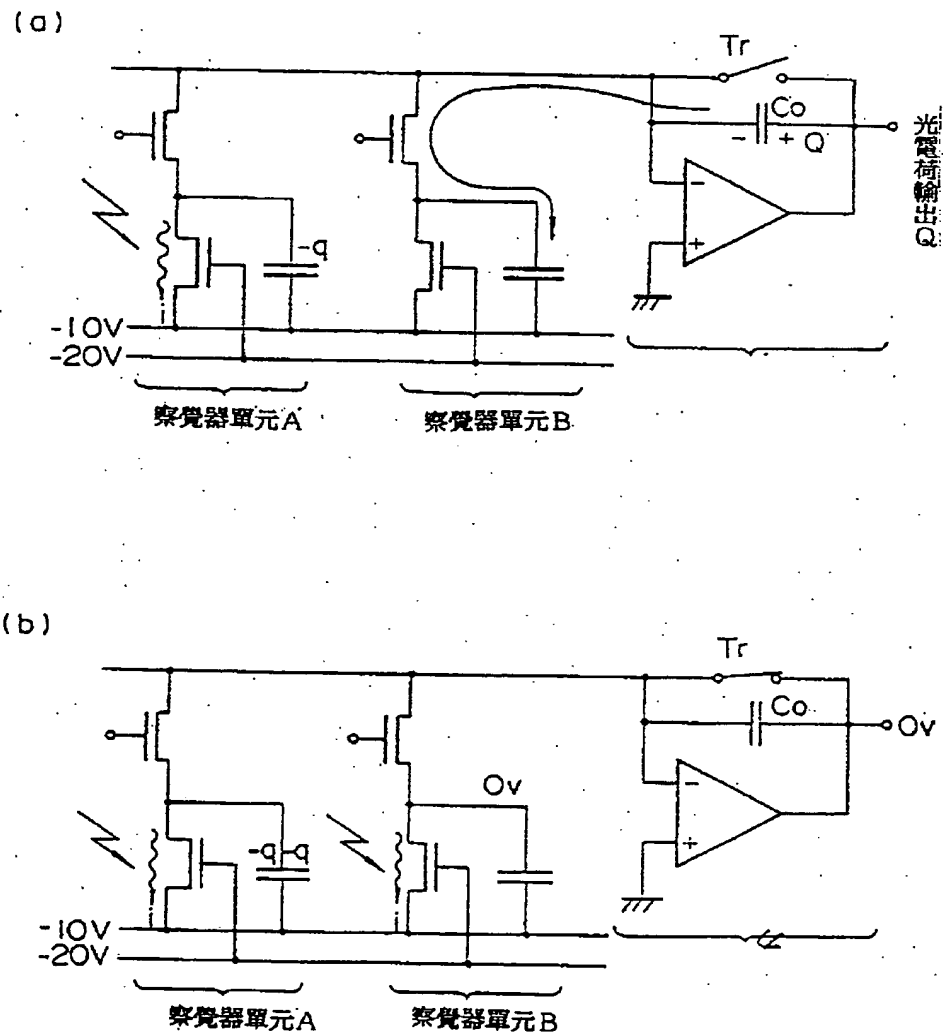 (a)
Tr
Co
- + Q
-
+
光電荷輸出Q
-q
-10V
-20V
察覺器單元A
察覺器單元B
(b)
Tr
Co
0v
0v
-
+
-q -q
-10V
-20V
察覺器單元A
察覺器單元B